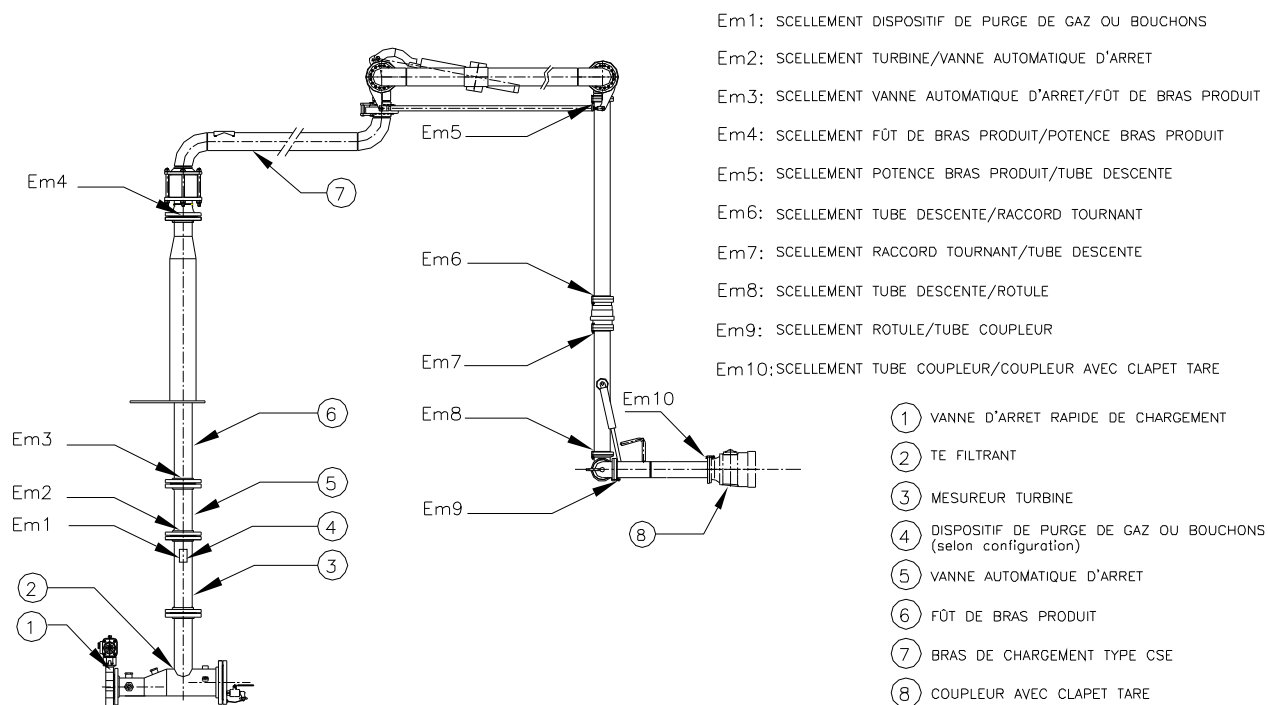 Em1: SCELLEMENT DISPOSITIF DE PURGE DE GAZ OU BOUCHONS
Em2: SCELLEMENT TURBINE/VANNE AUTOMATIQUE D'ARRET
Em3: SCELLEMENT VANNE AUTOMATIQUE D'ARRET/FÛT DE BRAS PRODUIT
Em4: SCELLEMENT FÛT DE BRAS PRODUIT/POTENCE BRAS PRODUIT
Em5: SCELLEMENT POTENCE BRAS PRODUIT/TUBE DESCENTE
Em6: SCELLEMENT TUBE DESCENTE/RACCORD TOURNANT
Em7: SCELLEMENT RACCORD TOURNANT/TUBE DESCENTE
Em8: SCELLEMENT TUBE DESCENTE/ROTULE
Em9: SCELLEMENT ROTULE/TUBE COUPLEUR
Em10: SCELLEMENT TUBE COUPLEUR/COUPLEUR AVEC CLAPET TARE
1 VANNE D'ARRET RAPIDE DE CHARGEMENT
2 TE FILTRANT
3 MESUREUR TURBINE
4 DISPOSITIF DE PURGE DE GAZ OU BOUCHONS
(selon configuration)
5 VANNE AUTOMATIQUE D'ARRET
6 FÛT DE BRAS PRODUIT
7 BRAS DE CHARGEMENT TYPE CSE
8 COUPLEUR AVEC CLAPET TARE
Em5
Em4
7
Em6
Em7
Em10
6
Em8
Em3
5
Em2
Em1
4
Em9
8
3
2
1